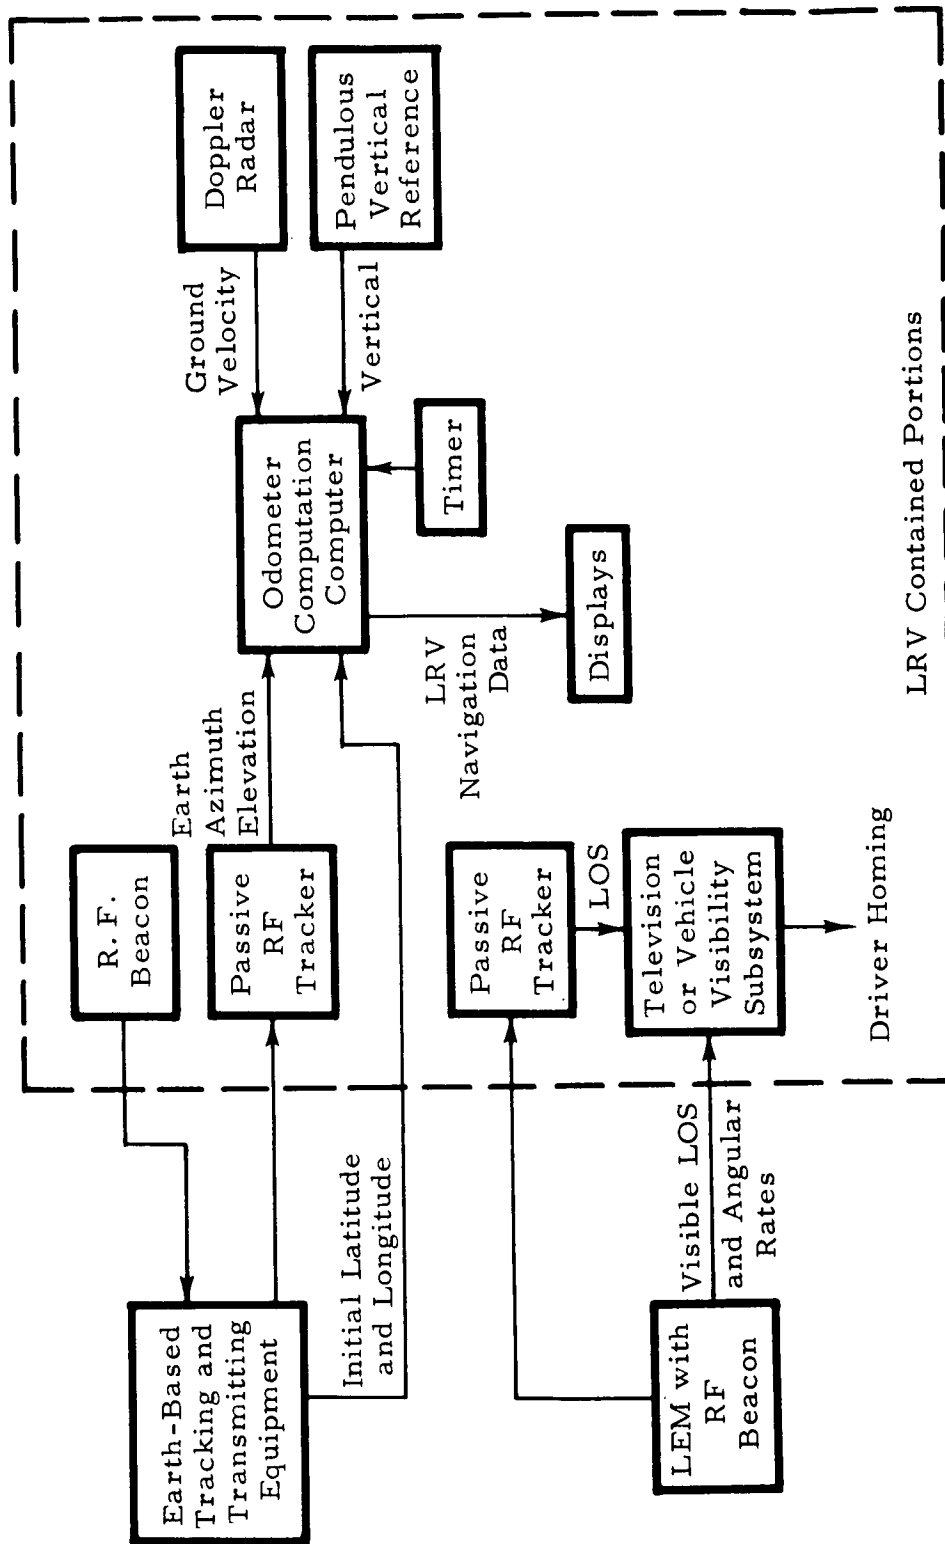 Earth-Based
Tracking and
Transmitting
Equipment
R. F.
Beacon
Passive
RF
Tracker
Earth
Azimuth
Elevation
Initial Latitude
and Longitude
Odometer
Computation
Computer
Ground
Velocity
Doppler
Radar
Vertical
Pendulous
Vertical
Reference
Timer
LRV
Navigation
Data
Displays
LEM with
RF
Beacon
Visible LOS
and Angular
Rates
Passive
RF
Tracker
LOS
Television
or Vehicle
Visibility
Subsystem
Driver Homing
LRV Contained Portions